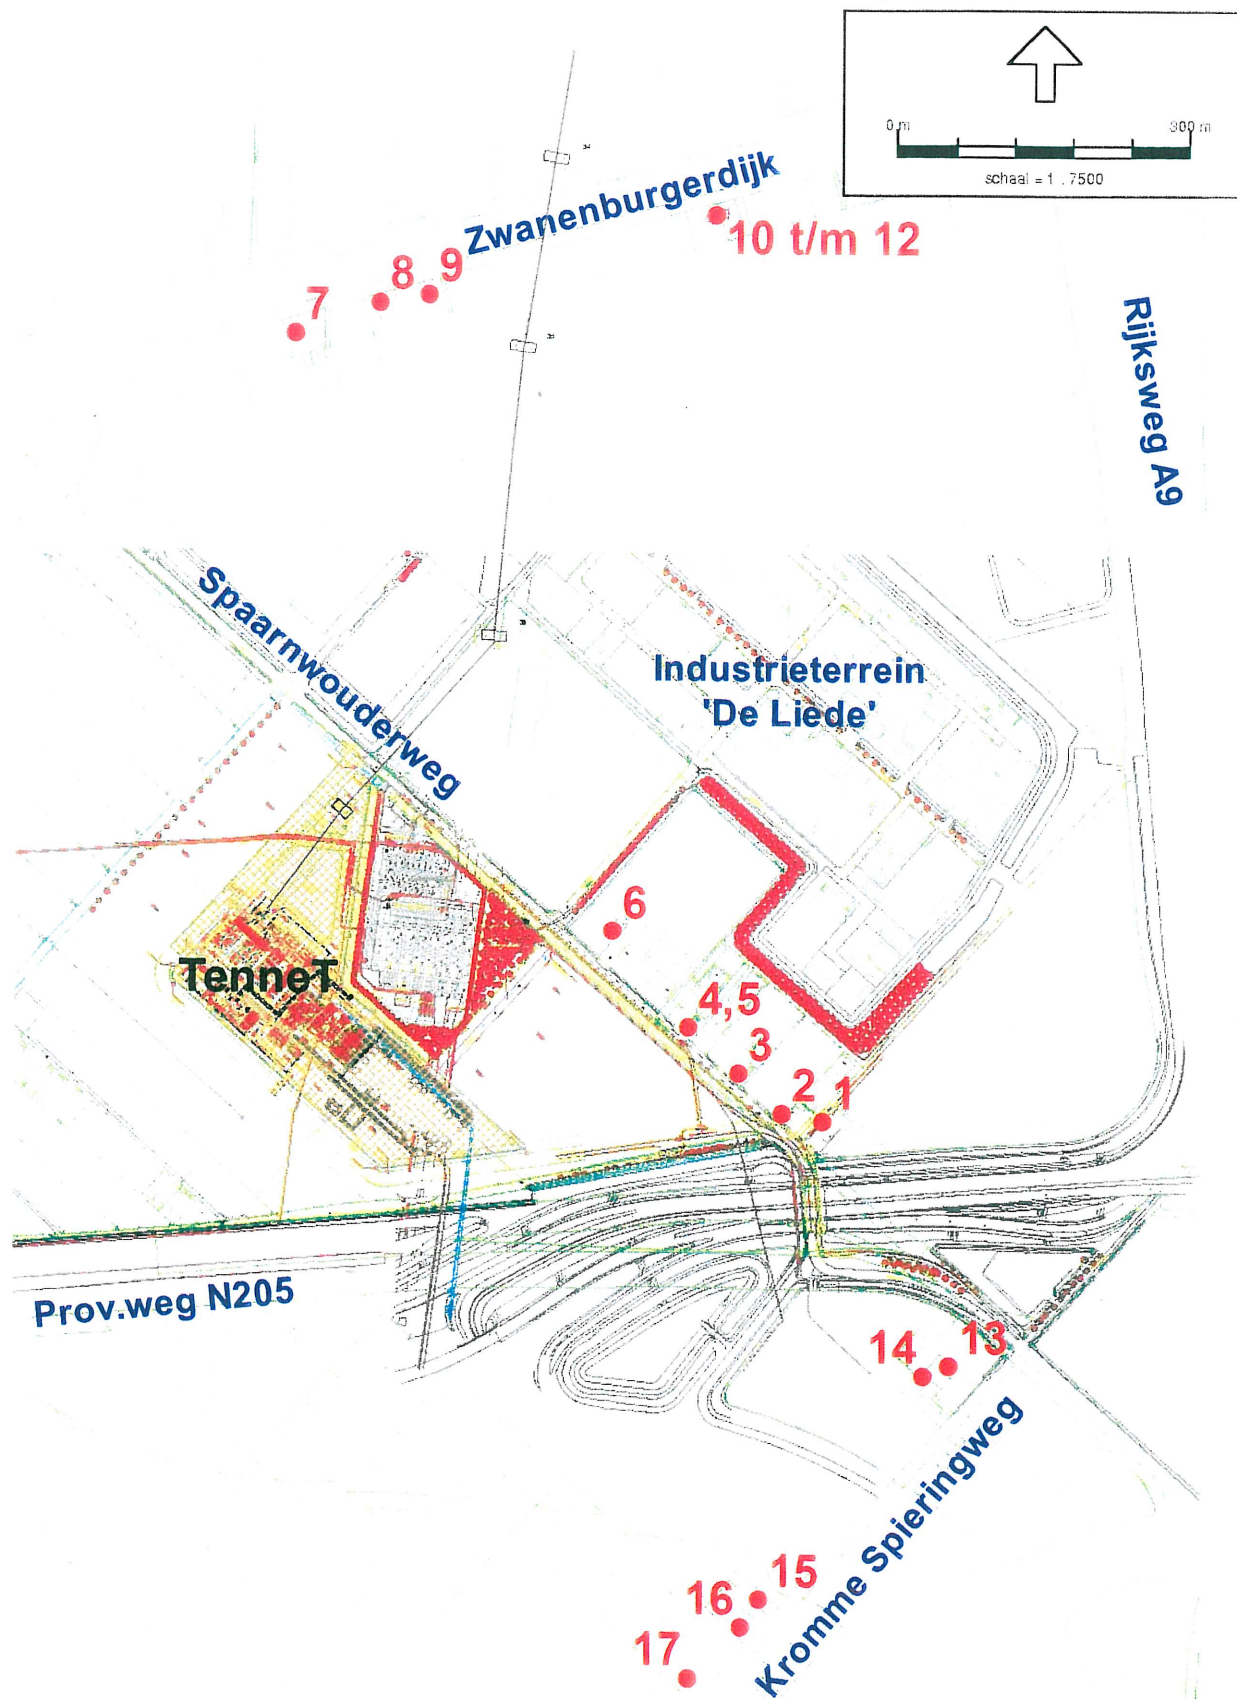 0 m 300 m
schaal = 1 : 7500
Zwanenburgerdijk
10 t/m 12
8 9
7
Rijksweg A9
Spaarnwouderweg
Industrieterrein
'De Liede'
6
TenneT
4,5
3
2 1
Prov.weg N205
14 13
Kromme Spieringweg
15
16
17